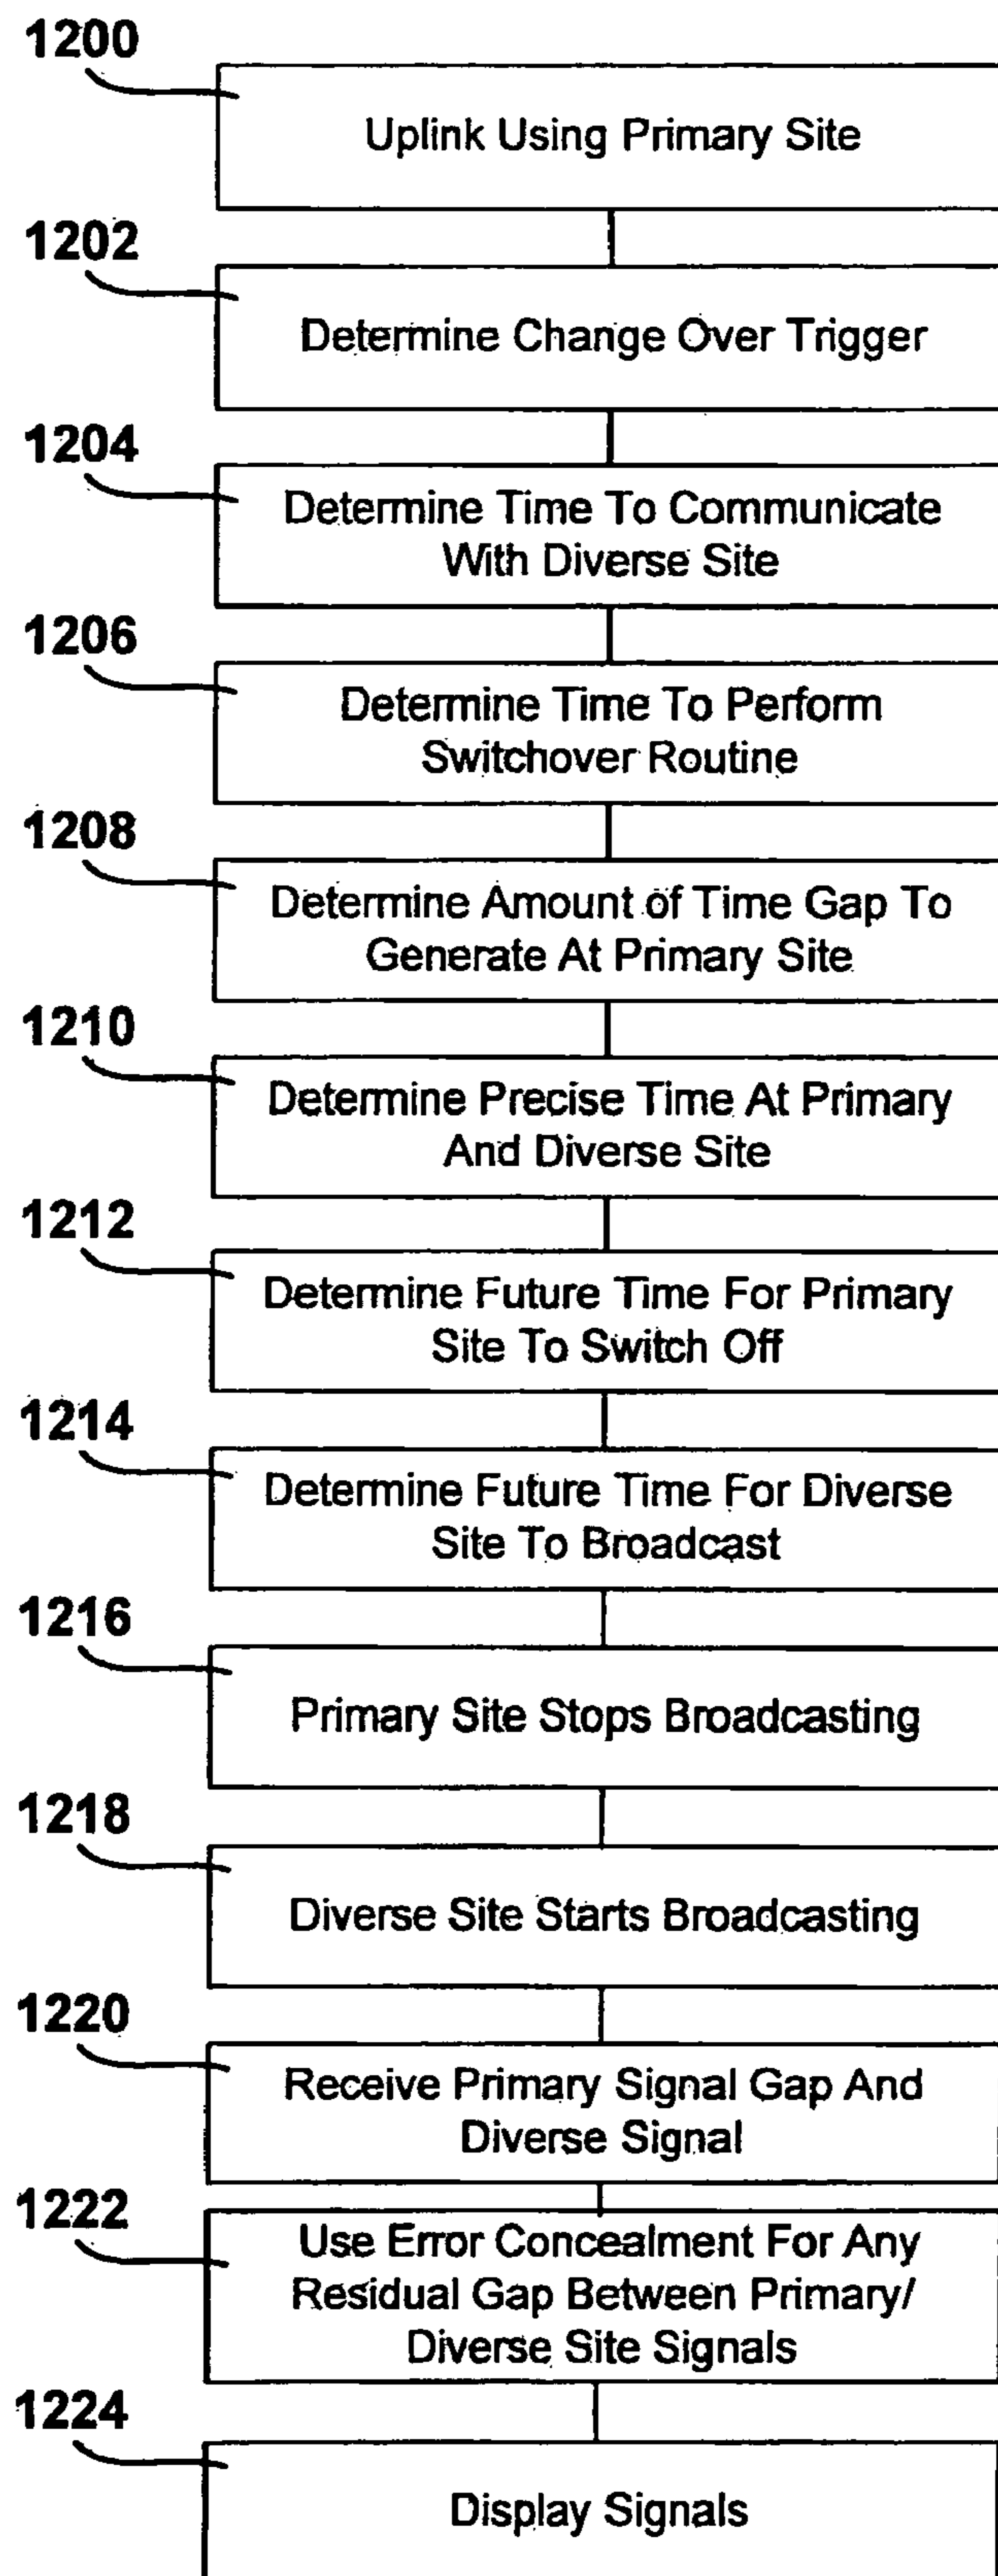 1200
Uplink Using Primary Site
1202
Determine Change Over Trigger
1204
Determine Time To Communicate
With Diverse Site
1206
Determine Time To Perform
Switchover Routine
1208
Determine Amount of Time Gap To
Generate At Primary Site
1210
Determine Precise Time At Primary
And Diverse Site
1212
Determine Future Time For Primary
Site To Switch Off
1214
Determine Future Time For Diverse
Site To Broadcast
1216
Primary Site Stops Broadcasting
1218
Diverse Site Starts Broadcasting
1220
Receive Primary Signal Gap And
Diverse Signal
1222
Use Error Concealment For Any
Residual Gap Between Primary/
Diverse Site Signals
1224
Display Signals